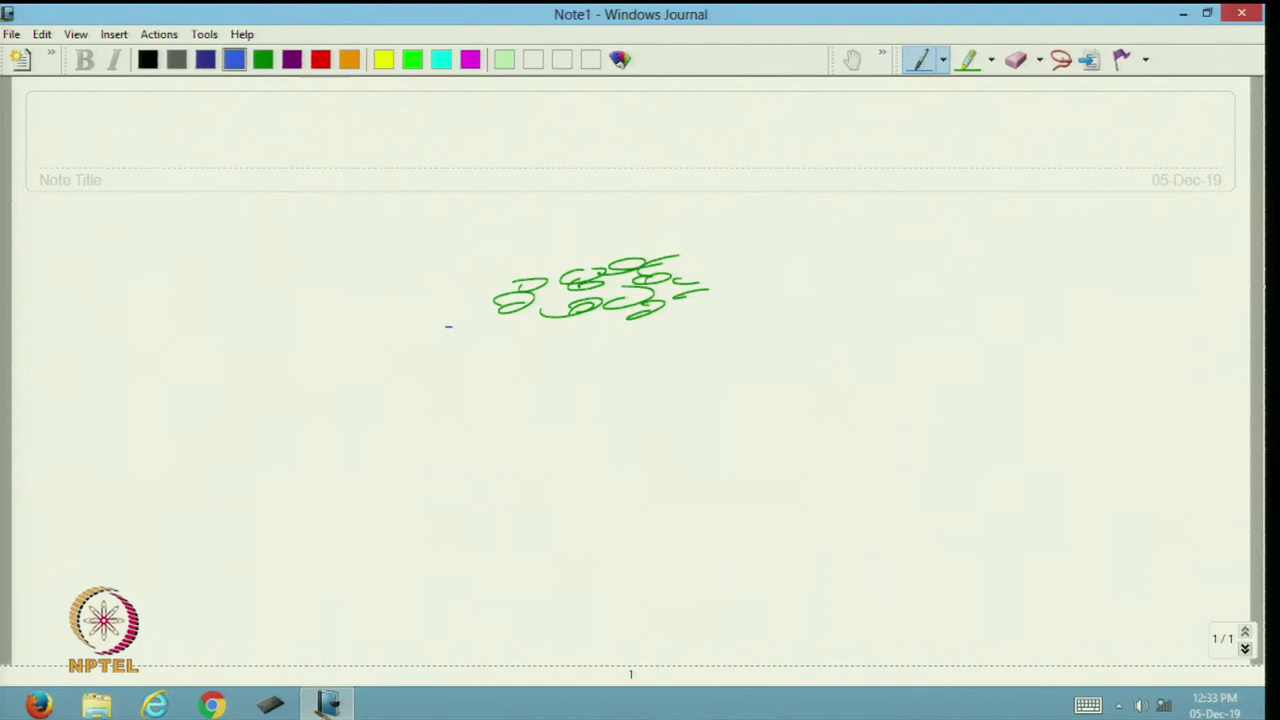 Note1 - Windows Journal
File Edit View Insert Actions Tools Help
B I
Note Title
05-Dec-19
1 / 1
NPTEL
1
12:33 PM
05-Dec-19